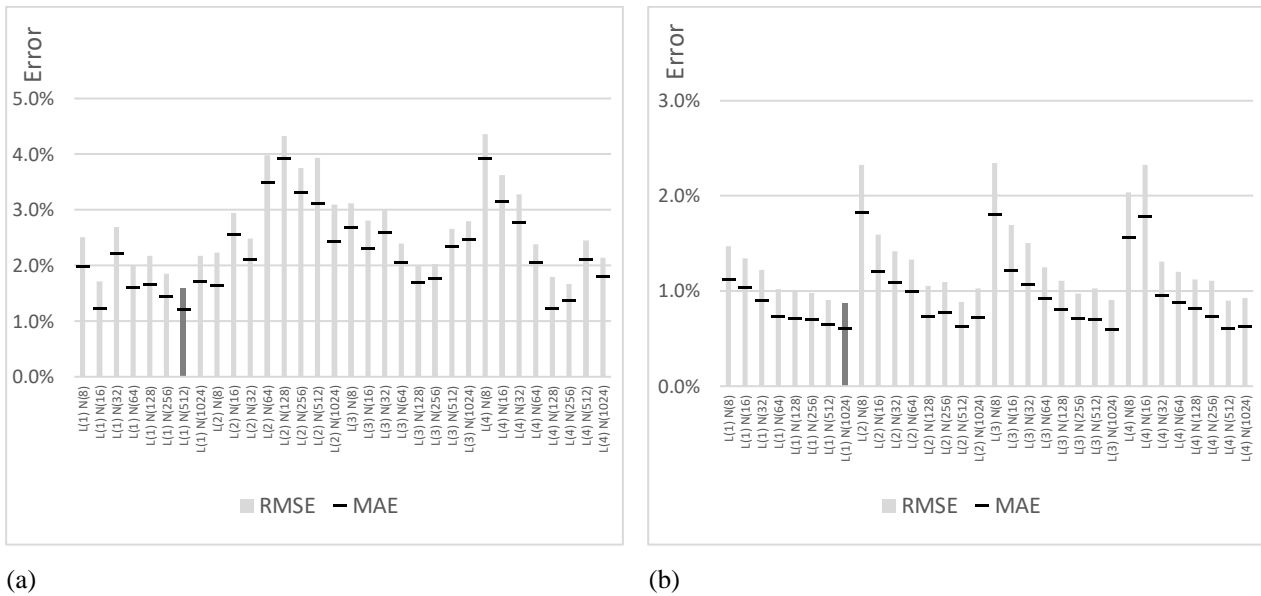 Error
5.0%
4.0%
3.0%
2.0%
1.0%
0.0%
L(1) N(8)
L(1) N(16)
L(1) N(32)
L(1) N(64)
L(1) N(128)
L(1) N(256)
L(1) N(512)
L(1) N(1024)
L(2) N(8)
L(2) N(16)
L(2) N(32)
L(2) N(64)
L(2) N(128)
L(2) N(256)
L(2) N(512)
L(2) N(1024)
L(3) N(8)
L(3) N(16)
L(3) N(32)
L(3) N(64)
L(3) N(128)
L(3) N(256)
L(3) N(512)
L(3) N(1024)
L(4) N(8)
L(4) N(16)
L(4) N(32)
L(4) N(64)
L(4) N(128)
L(4) N(256)
L(4) N(512)
L(4) N(1024)
RMSE MAE
(a)
Error
3.0%
2.0%
1.0%
0.0%
L(1) N(8)
L(1) N(16)
L(1) N(32)
L(1) N(64)
L(1) N(128)
L(1) N(256)
L(1) N(512)
L(1) N(1024)
L(2) N(8)
L(2) N(16)
L(2) N(32)
L(2) N(64)
L(2) N(128)
L(2) N(256)
L(2) N(512)
L(2) N(1024)
L(3) N(8)
L(3) N(16)
L(3) N(32)
L(3) N(64)
L(3) N(128)
L(3) N(256)
L(3) N(512)
L(3) N(1024)
L(4) N(8)
L(4) N(16)
L(4) N(32)
L(4) N(64)
L(4) N(128)
L(4) N(256)
L(4) N(512)
L(4) N(1024)
RMSE MAE
(b)